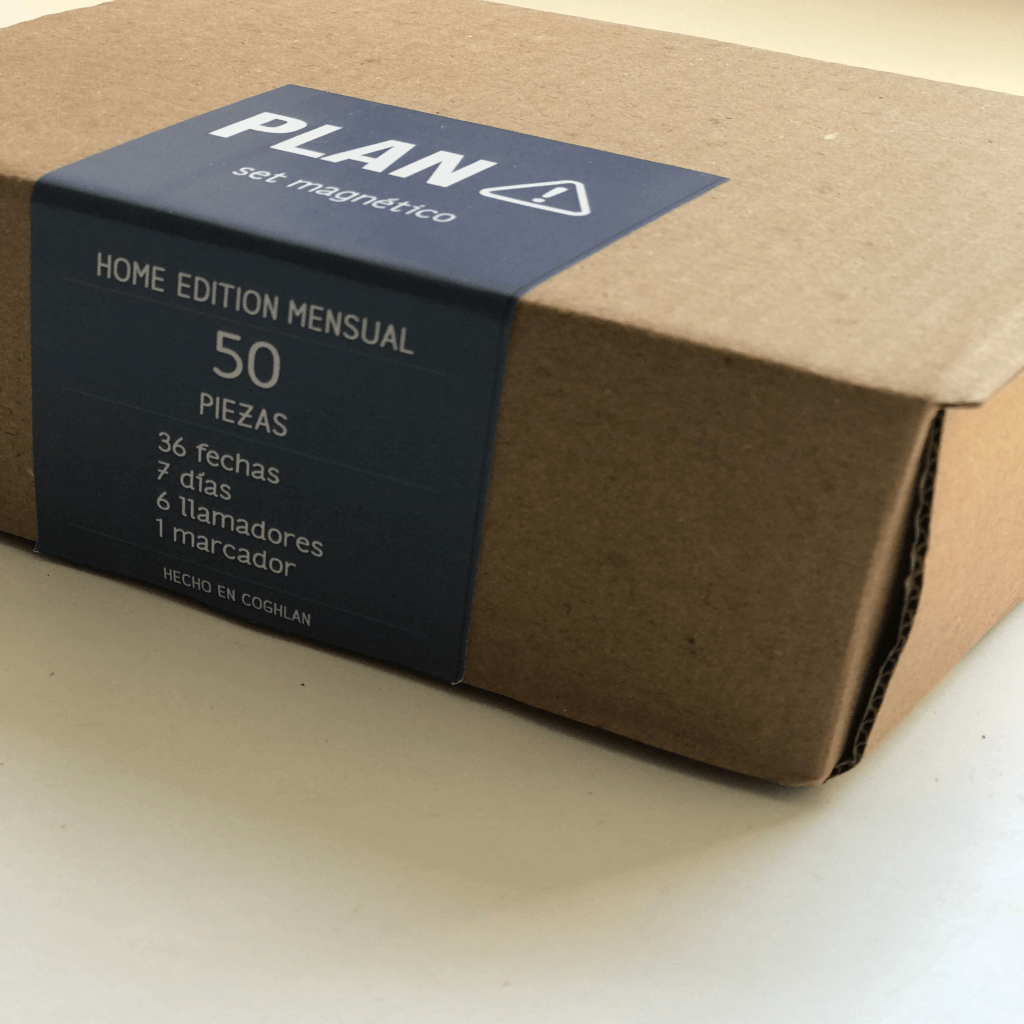 PLAN
set magnético
HOME EDITION MENSUAL
50
PIEZAS
36 fechas
7 días
6 llamadores
1 marcador
HECHO EN COGHLAN